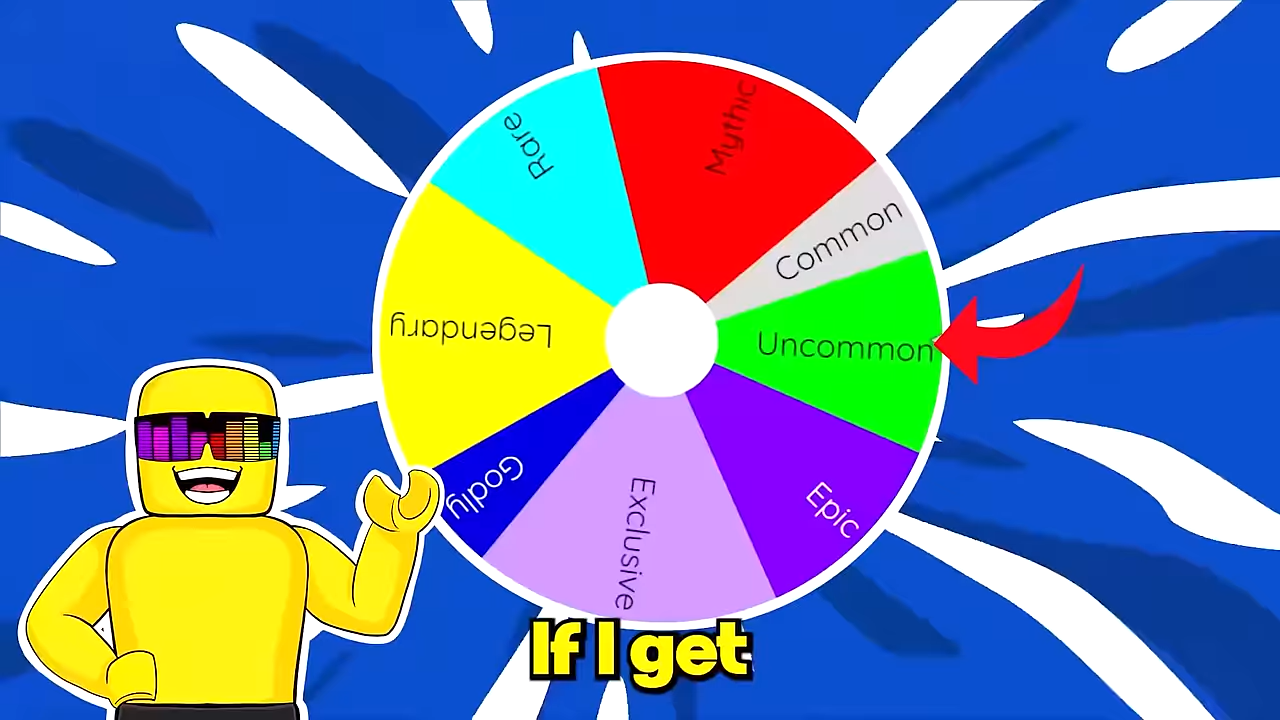 Rare
Mythic
Common
Legendary
Uncommon
Godly
Exclusive
Epic
If I get